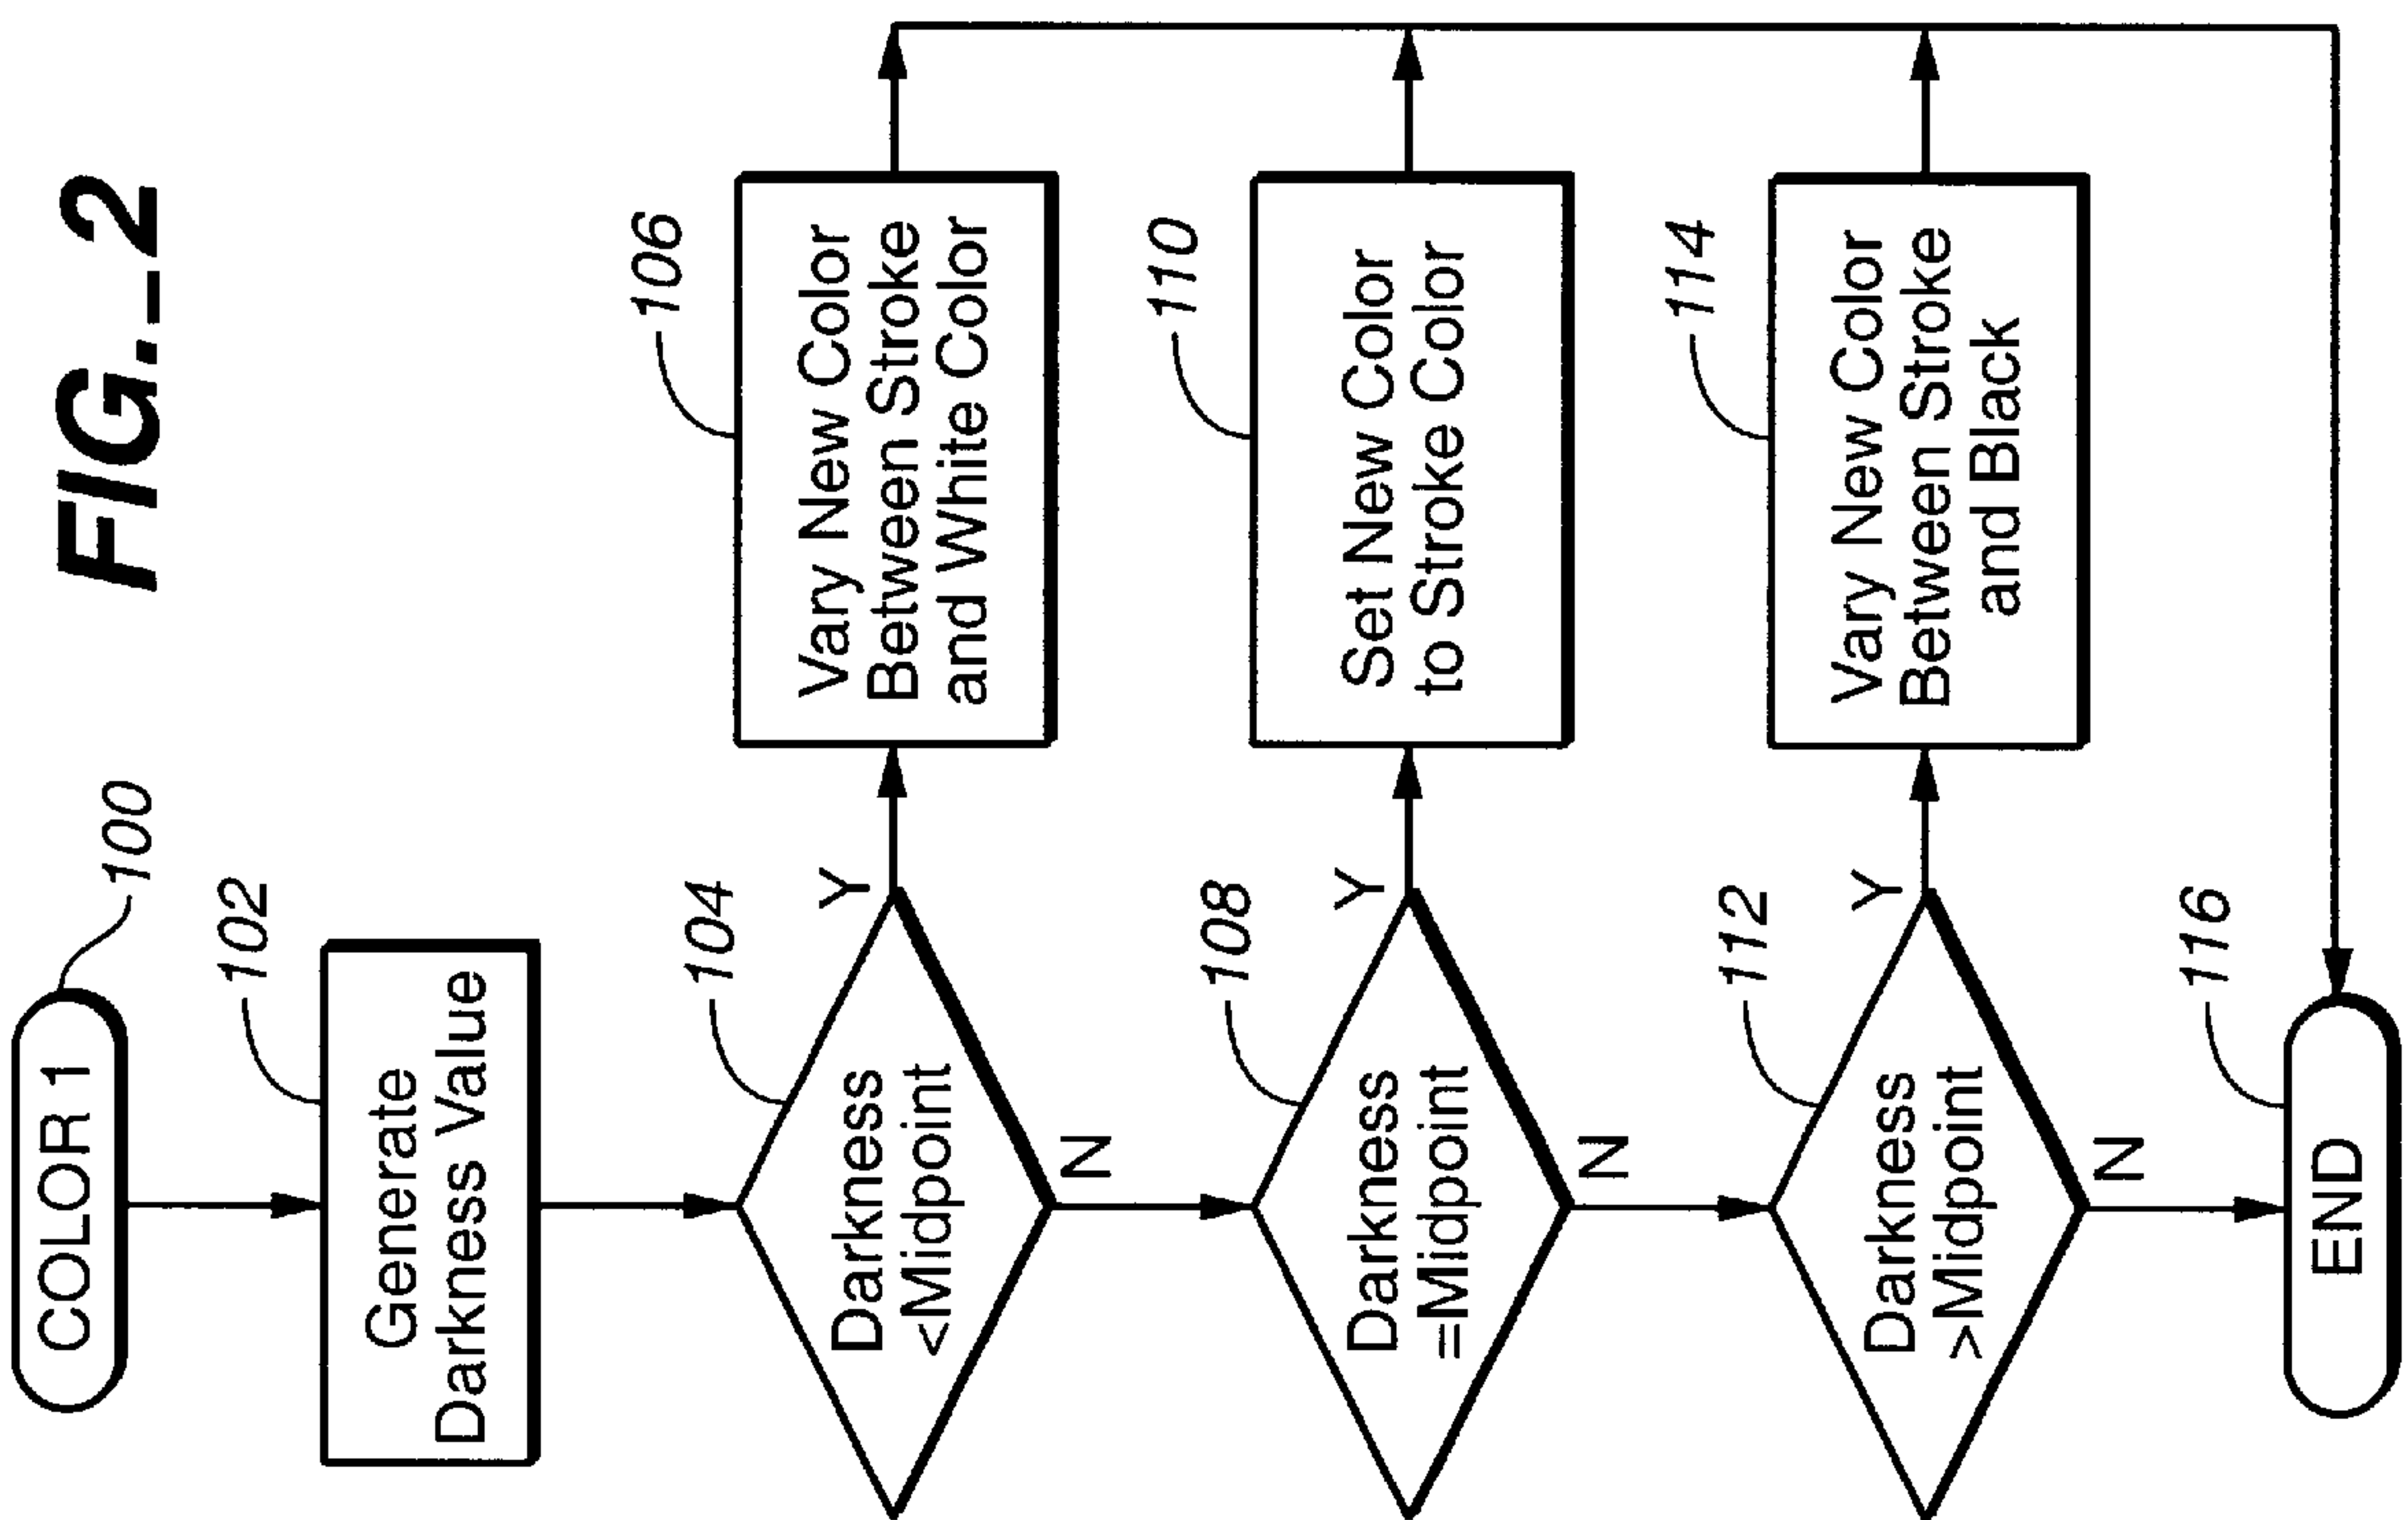 FIG._2
COLOR 1
100
102
Generate
Darkness Value
104
Darkness
<Midpoint
Y
N
106
Vary New Color
Between Stroke
and White Color
108
Darkness
=Midpoint
Y
N
110
Set New Color
to Stroke Color
112
Darkness
>Midpoint
Y
N
114
Vary New Color
Between Stroke
and Black
116
END